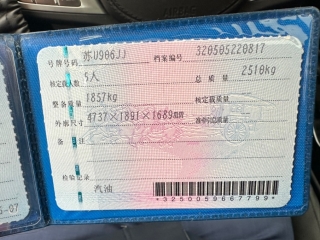 号牌号码 苏U906JJ 档案编号 320505220817
核定载人数 5人 总质量 2510kg
整备质量 1857kg 核定载质量
外廓尺寸 4737×1891×1689mm 准牵引总质量
备注
检验记录
汽油
*3250059667799*